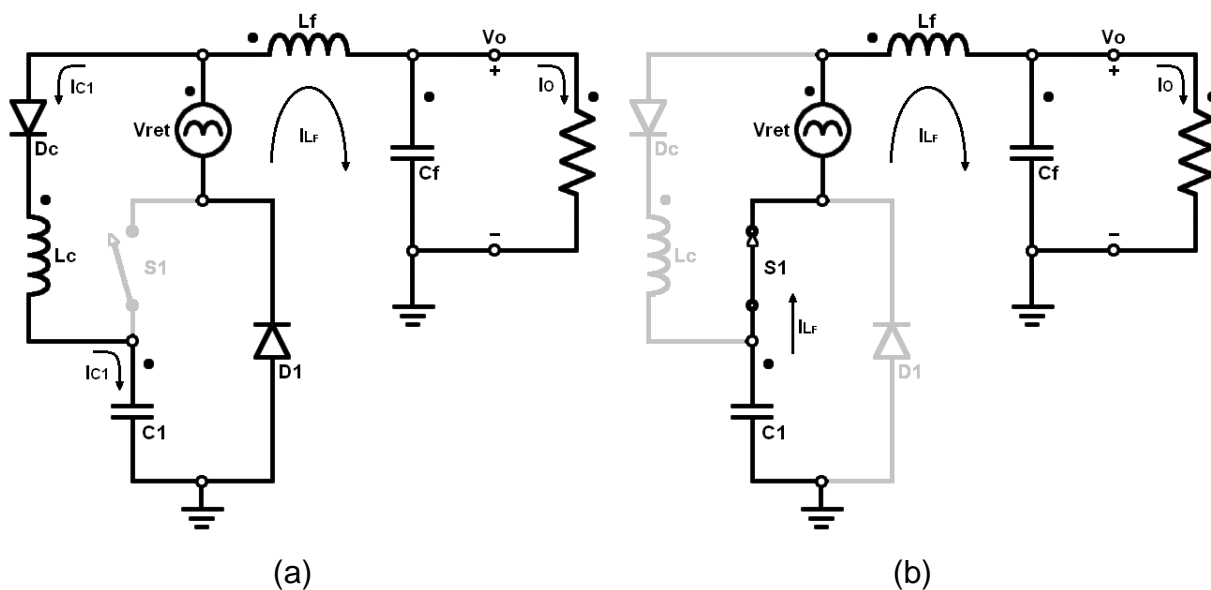 Lf
Vo
+
IC1
IO
Vret
ILF
Dc
Cf
Lc
S1
−
IC1
D1
C1
(a)
Lf
Vo
+
IO
Vret
ILF
Dc
Cf
Lc
S1
−
ILF
D1
C1
(b)